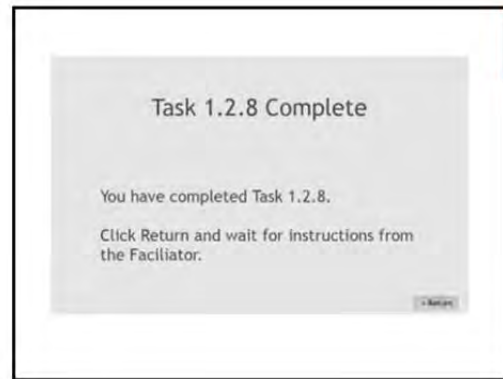 Task 1.2.8 Complete
You have completed Task 1.2.8.
Click Return and wait for instructions from
the Faciliator.
Return